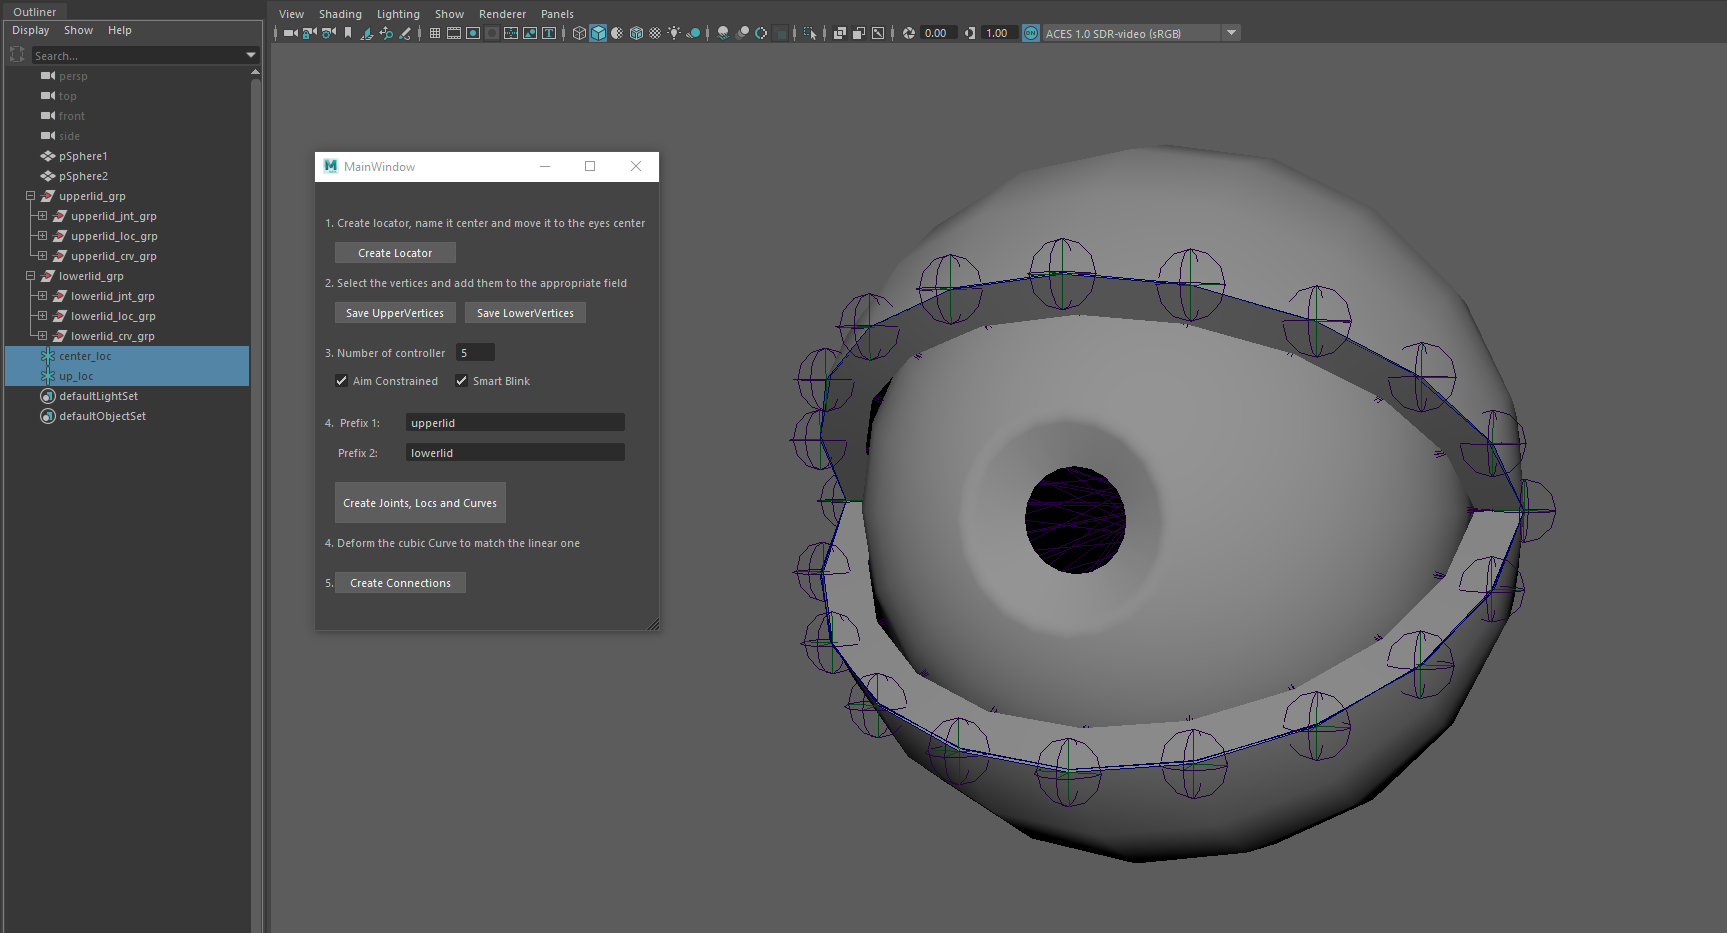 Outliner
Display Show Help
Search...
persp
top
front
side
pSphere1
pSphere2
upperlid_grp
upperlid_jnt_grp
upperlid_loc_grp
upperlid_crv_grp
lowerlid_grp
lowerlid_jnt_grp
lowerlid_loc_grp
lowerlid_crv_grp
center_loc
up_loc
defaultLightSet
defaultObjectSet
View Shading Lighting Show Renderer Panels
0.00 1.00 ON ACES 1.0 SDR-video (sRGB)
M MainWindow
1. Create locator, name it center and move it to the eyes center
Create Locator
2. Select the vertices and add them to the appropriate field
Save UpperVertices Save LowerVertices
3. Number of controller 5
Aim Constrained Smart Blink
4. Prefix 1: upperlid
Prefix 2: lowerlid
Create Joints, Locs and Curves
4. Deform the cubic Curve to match the linear one
5. Create Connections